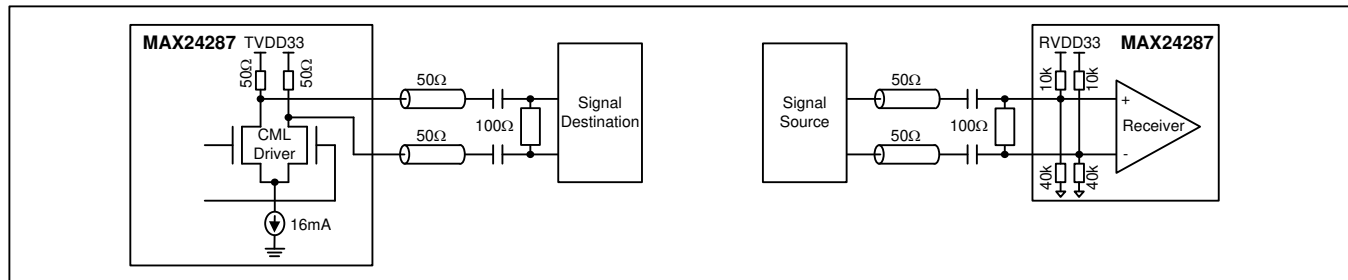 MAX24287 TVDD33
50Ω
50Ω
CML
Driver
16mA
50Ω
50Ω
100Ω
Signal
Destination
Signal
Source
50Ω
50Ω
100Ω
RVDD33 MAX24287
10k
10k
+
Receiver
-
40k
40k